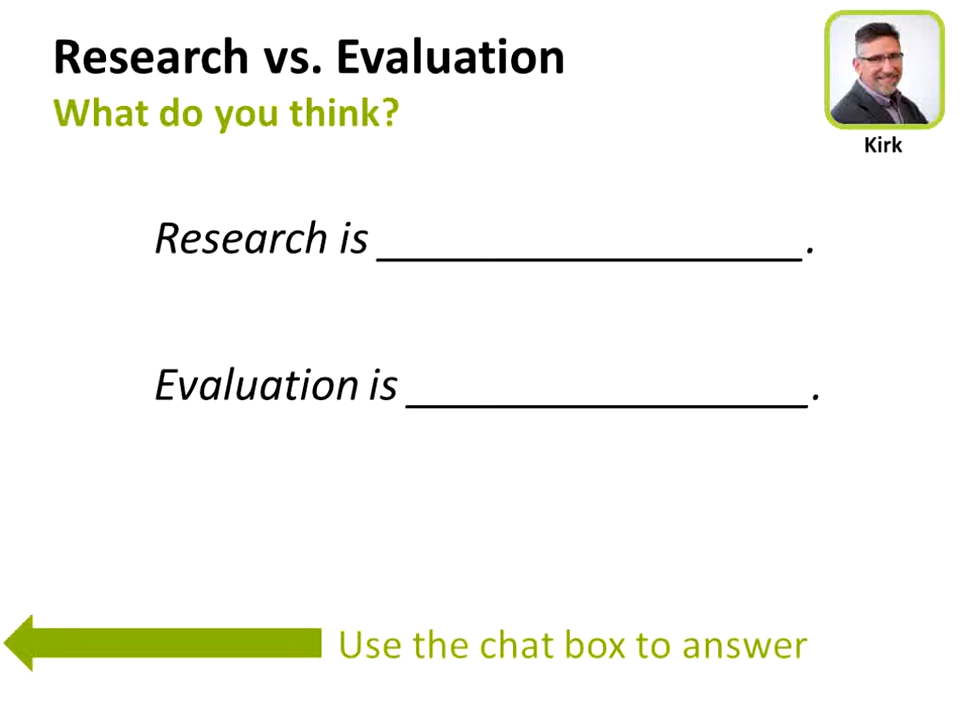 Research vs. Evaluation
What do you think?
Kirk
Research is ___________________.
Evaluation is __________________.
Use the chat box to answer